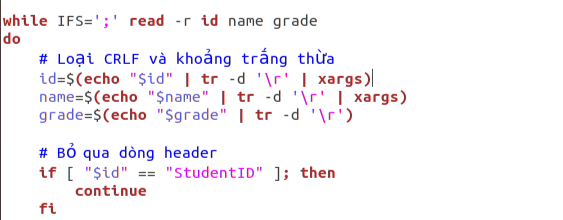 while IFS=';' read -r id name grade
do
    # Loại CRLF và khoảng trắng thừa
    id=$(echo "$id" | tr -d '\r' | xargs)
    name=$(echo "$name" | tr -d '\r' | xargs)
    grade=$(echo "$grade" | tr -d '\r')

    # Bỏ qua dòng header
    if [ "$id" == "StudentID" ]; then
        continue
    fi